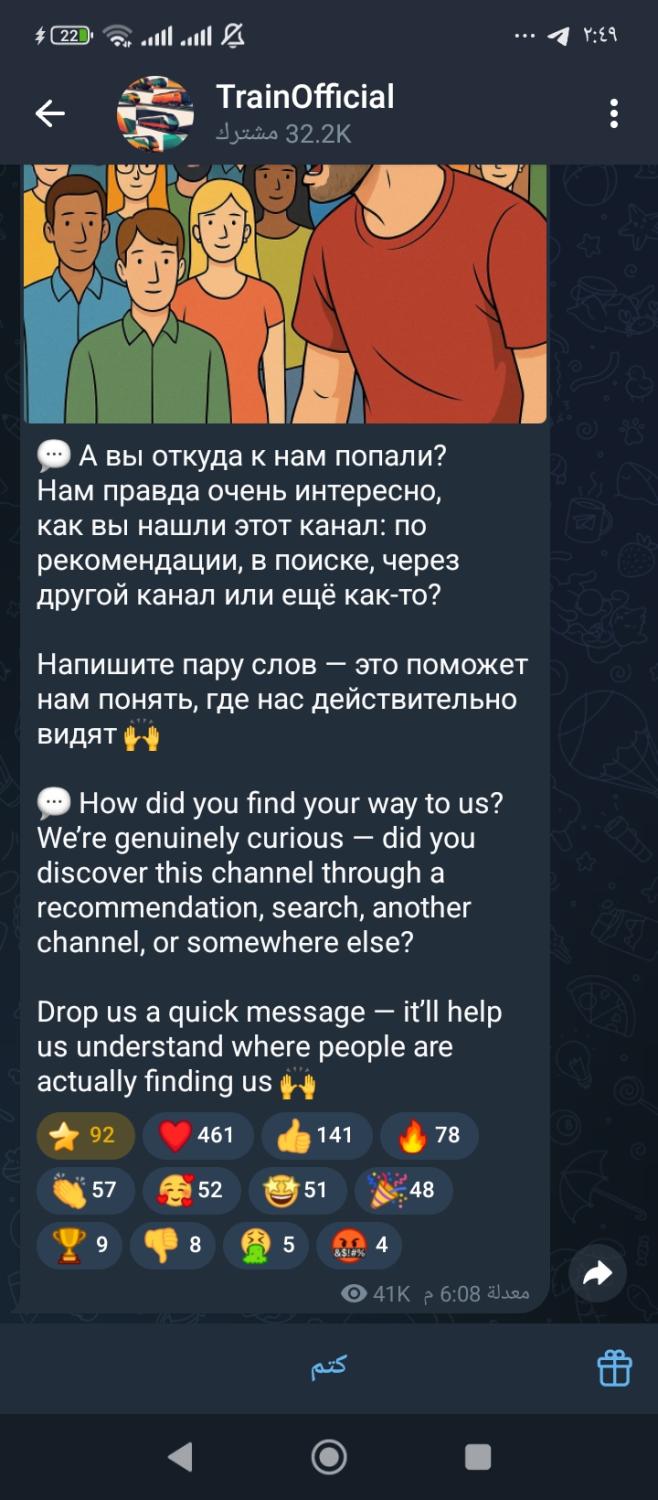 22
٢:٤٩
TrainOfficial
32.2K مشترك
💬 А вы откуда к нам попали?
Нам правда очень интересно,
как вы нашли этот канал: по
рекомендации, в поиске, через
другой канал или ещё как-то?
Напишите пару слов — это поможет
нам понять, где нас действительно
видят 🙌
💬 How did you find your way to us?
We’re genuinely curious — did you
discover this channel through a
recommendation, search, another
channel, or somewhere else?
Drop us a quick message — it’ll help
us understand where people are
actually finding us 🙌
⭐ 92 ❤️ 461 👍 141 🔥 78
👏 57 🥰 52 🤩 51 🎉 48
🏆 9 👎 8 🤮 5 🤬 4
41K معدلة 6:08 م
كتم